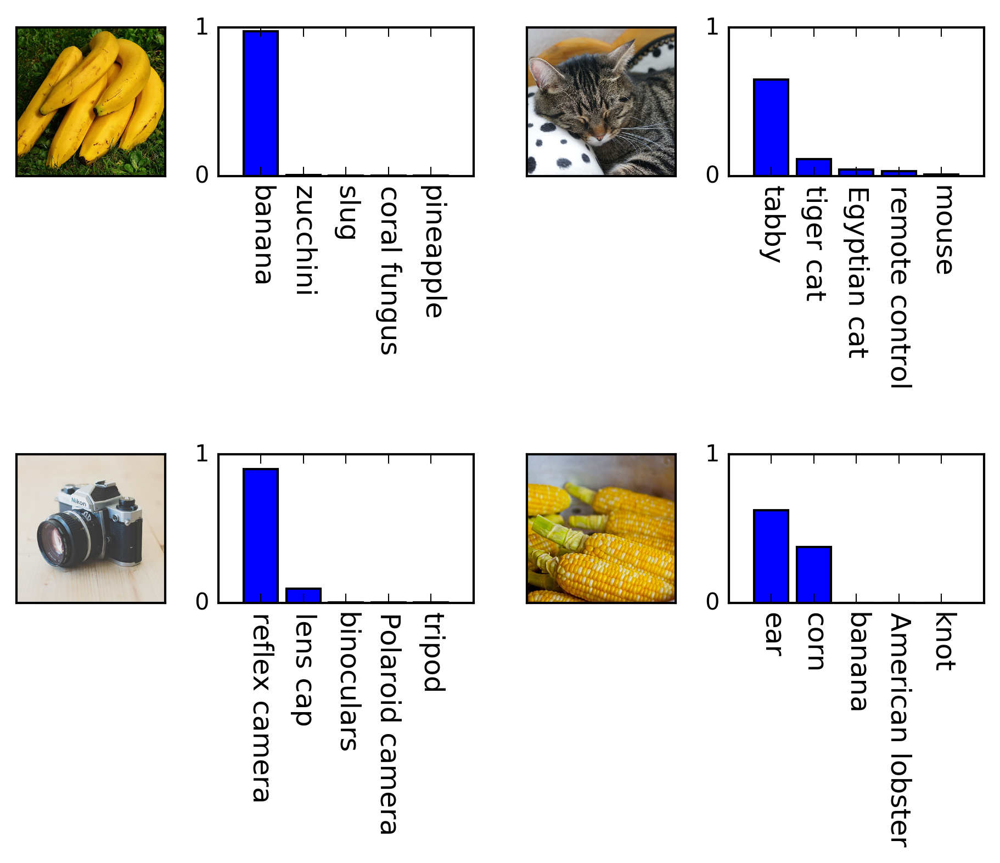 1
0
banana
zucchini
slug
coral fungus
pineapple
1
0
tabby
tiger cat
Egyptian cat
remote control
mouse
Nikon
1
0
reflex camera
lens cap
binoculars
Polaroid camera
tripod
1
0
ear
corn
banana
American lobster
knot